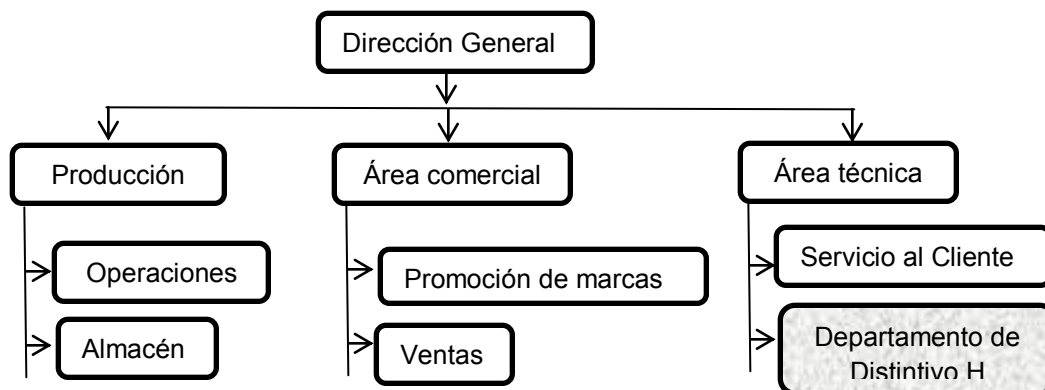 Dirección General
Producción
Área comercial
Área técnica
Operaciones
Promoción de marcas
Servicio al Cliente
Almacén
Ventas
Departamento de
Distintivo H